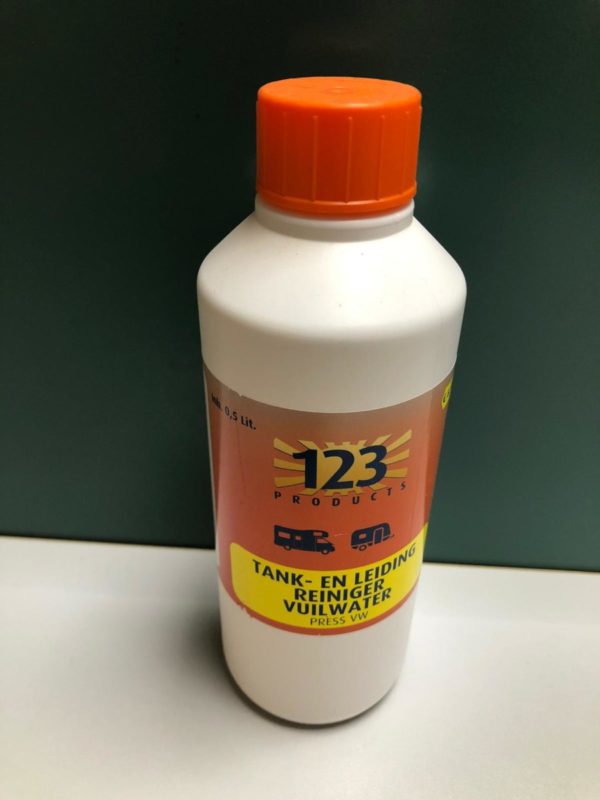 Inh. 0,5 Lit.
123
PRODUCTS
TANK- EN LEIDING
REINIGER
VUILWATER
PRESS VW